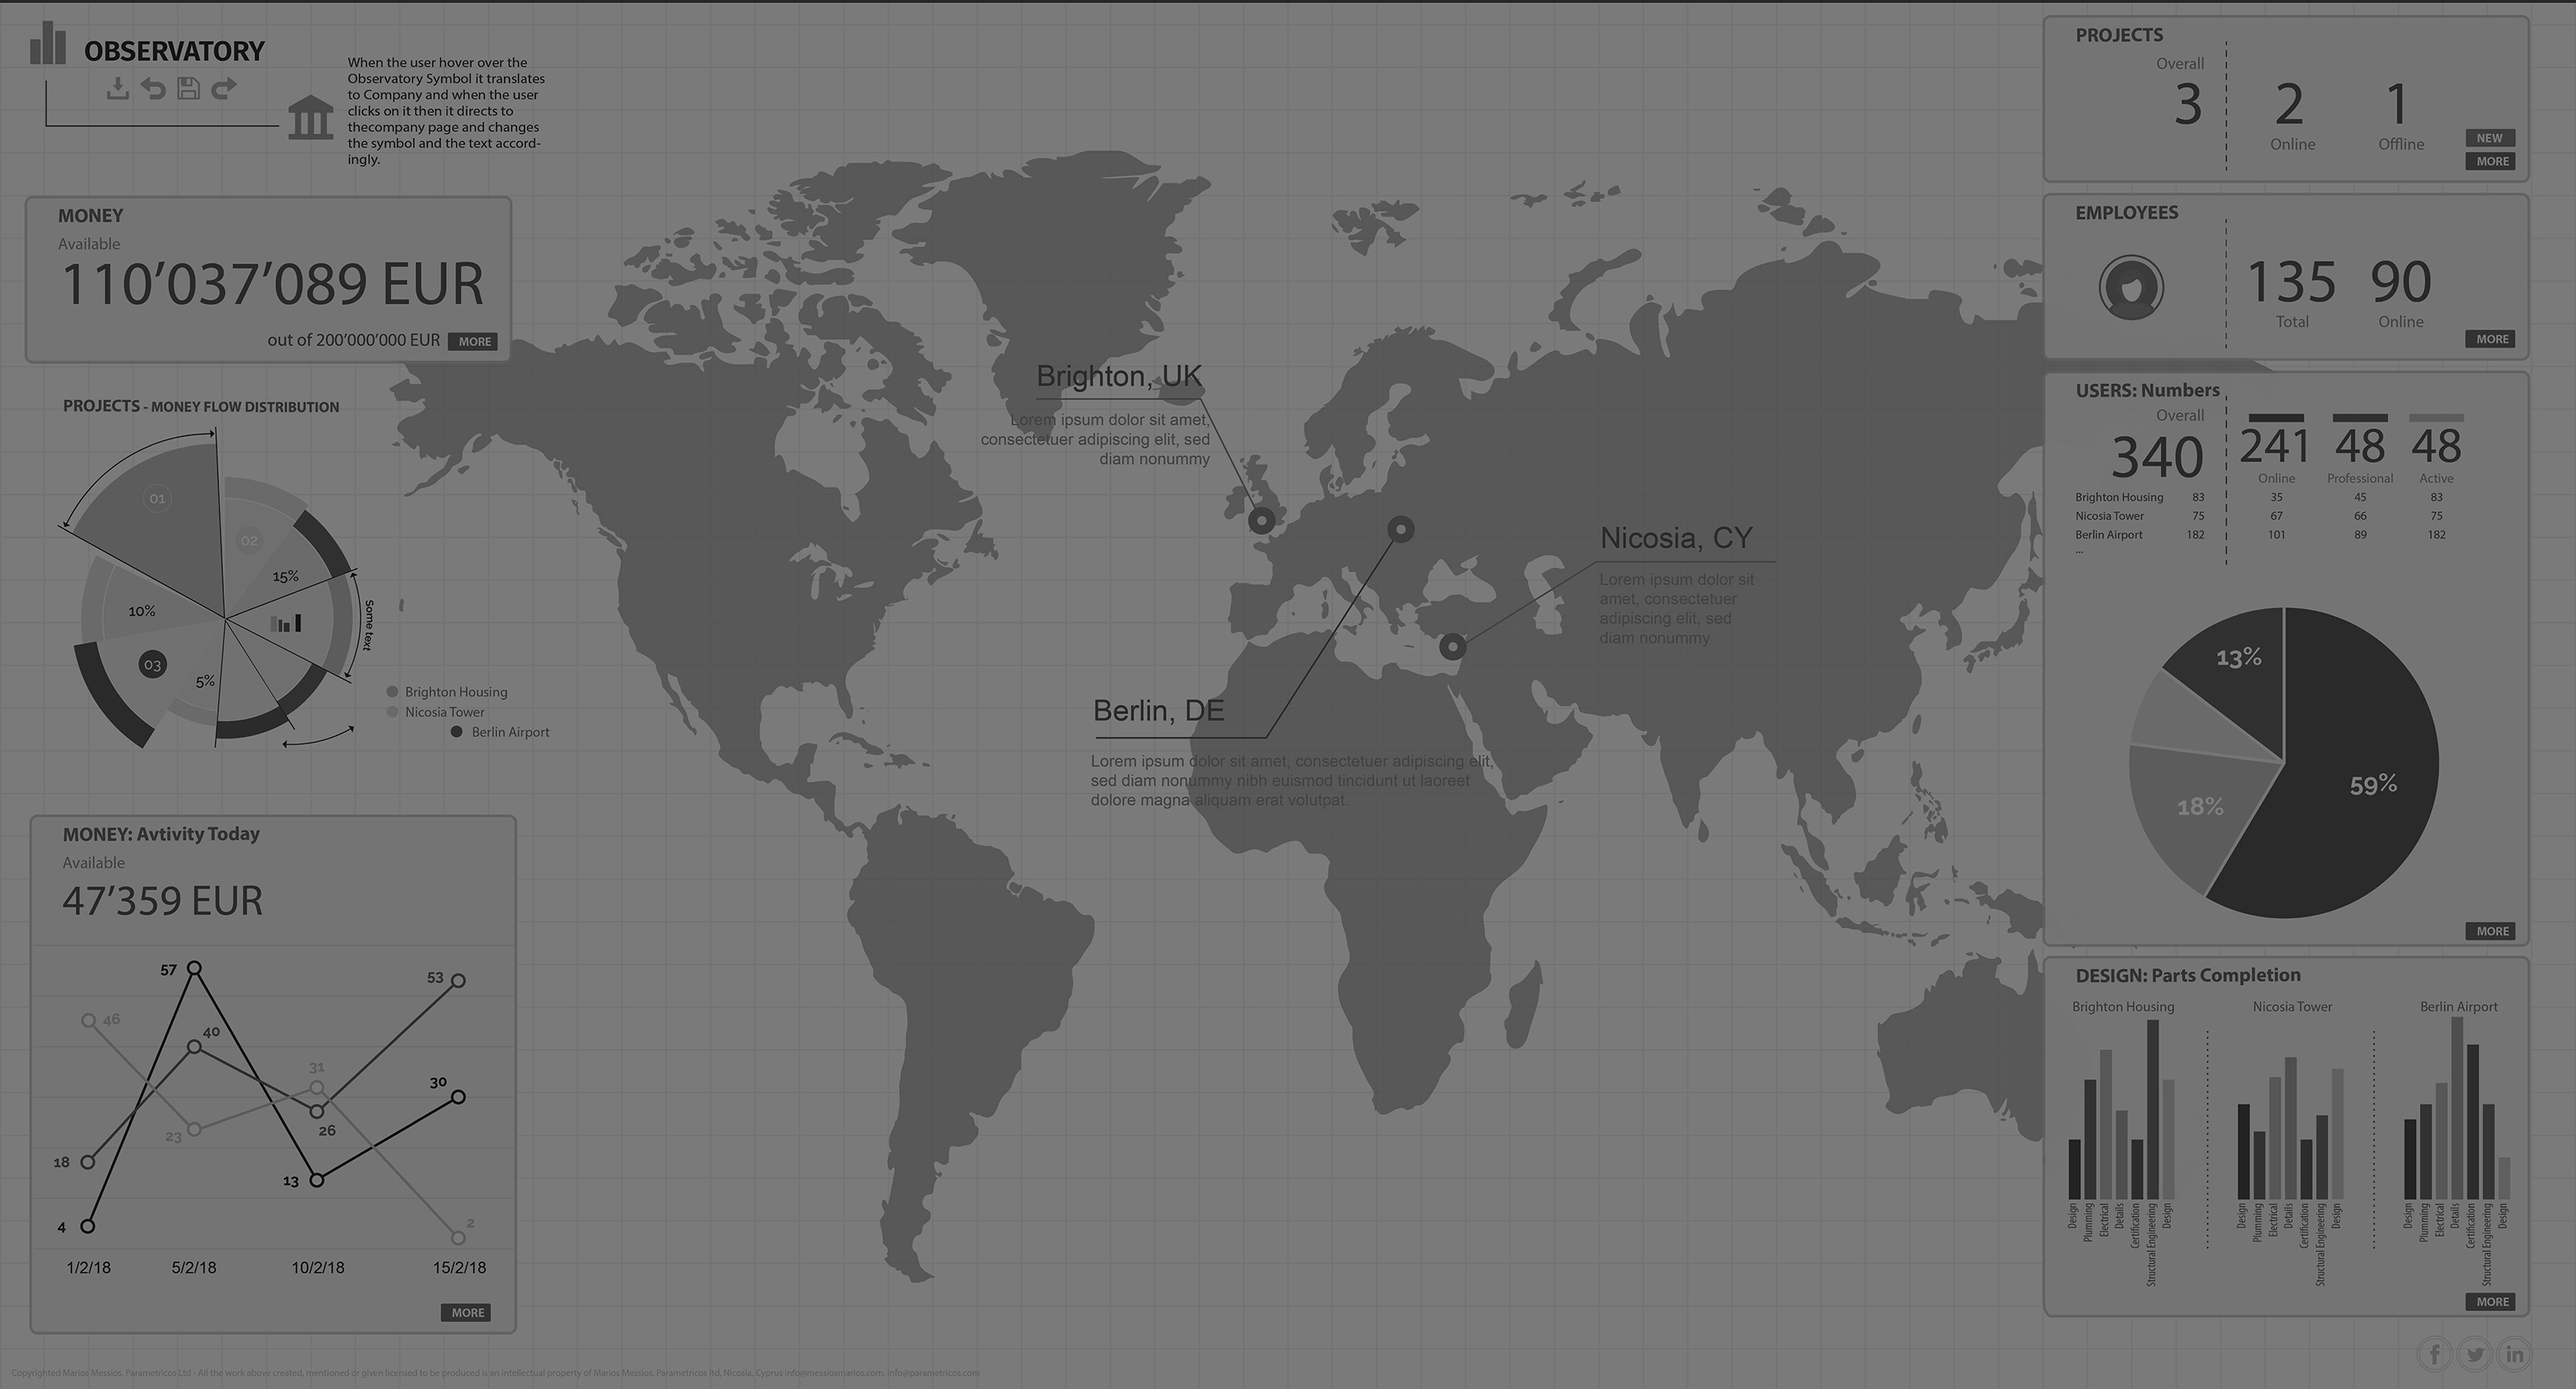 OBSERVATORY
When the user hover over the
Observatory Symbol it translates
to Company and when the user
clicks on it then it directs to
thecompany page and changes
the symbol and the text accord-
ingly.
MONEY
Available
110’037’089 EUR
out of 200’000’000 EUR MORE
PROJECTS - MONEY FLOW DISTRIBUTION
01
02
15%
10%
Some text
03
5%
Brighton Housing
Nicosia Tower
Berlin Airport
MONEY: Avtivity Today
Available
47’359 EUR
57
53
46
40
31
30
23
26
18
13
4
2
1/2/18 5/2/18 10/2/18 15/2/18
MORE
Brighton, UK
Lorem ipsum dolor sit amet,
consectetuer adipiscing elit, sed
diam nonummy
Nicosia, CY
Lorem ipsum dolor sit
amet, consectetuer
adipiscing elit, sed
diam nonummy
Berlin, DE
Lorem ipsum dolor sit amet, consectetuer adipiscing elit,
sed diam nonummy nibh euismod tincidunt ut laoreet
dolore magna aliquam erat volutpat.
PROJECTS
Overall
3 2 1
Online Offline
NEW
MORE
EMPLOYEES
135 90
Total Online
MORE
USERS: Numbers
Overall
340 241 48 48
Online Professional Active
Brighton Housing 83 35 45 83
Nicosia Tower 75 67 66 75
Berlin Airport 182 101 89 182
...
13%
59%
18%
MORE
DESIGN: Parts Completion
Brighton Housing Nicosia Tower Berlin Airport
Design Plumming Electrical Details Certification Structural Engineering Design
Design Plumming Electrical Details Certification Structural Engineering Design
Design Plumming Electrical Details Certification Structural Engineering Design
MORE
Copyrighted Marios Messios, Parametricos Ltd - All the work above created, mentioned or given licensed to be produced is an intellectual property of Marios Messios, Parametricos ltd, Nicosia, Cyprus info@messiosmarios.com, info@parametricos.com